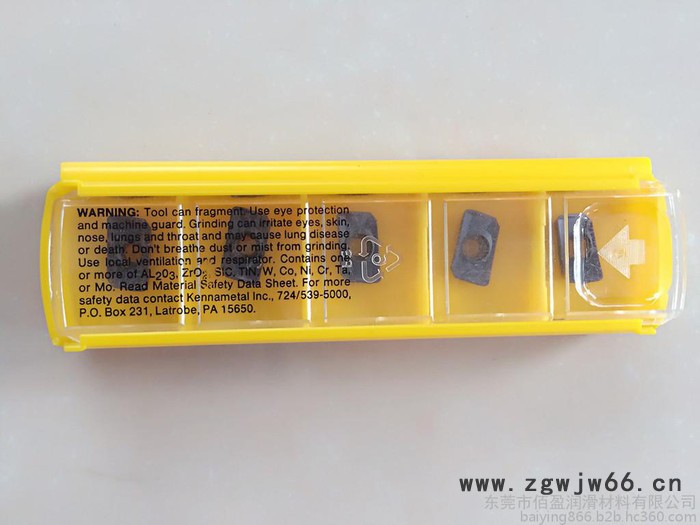 WARNING: Tool can fragment. Use eye protection
and machine guard. Grinding can irritate eyes, skin,
nose, lungs and throat and may cause lung disease
or death. Don't breathe dust or mist from grinding.
Use local ventilation and respirator. Contains one
or more of AL203, ZrO2, SiC, TiN, W, Co, Ni, Cr, Ta,
or Mo. Read Material Safety Data Sheet. For more
safety data contact Kennametal Inc., 724/539-5000,
P.O. Box 231, Latrobe, PA 15650.
www.zgwjw66.cn
东莞市佰盈润滑材料有限公司
baiying866.b2b.hc360.com